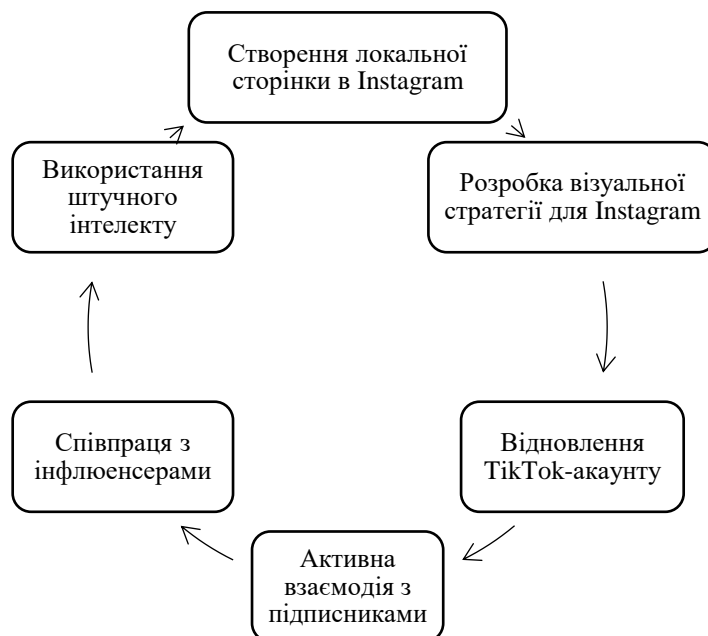 Створення локальної
сторінки в Instagram
Розробка візуальної
стратегії для Instagram
Відновлення
TikTok-акаунту
Активна
взаємодія з
підписниками
Співпраця з
інфлюенсерами
Використання
штучного
інтелекту